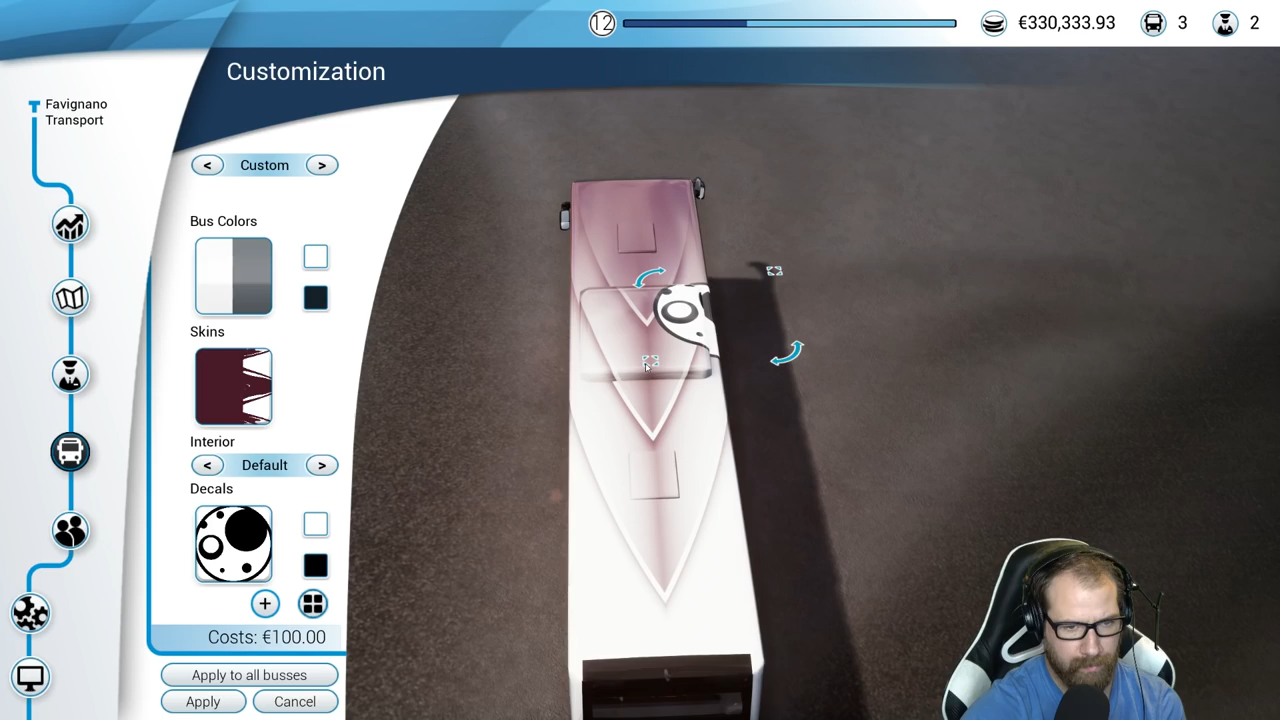 12
€330,333.93
3
2
Customization
Favignano
Transport
< Custom >
Bus Colors
Skins
Interior
< Default >
Decals
+
Costs: €100.00
Apply to all busses
Apply
Cancel